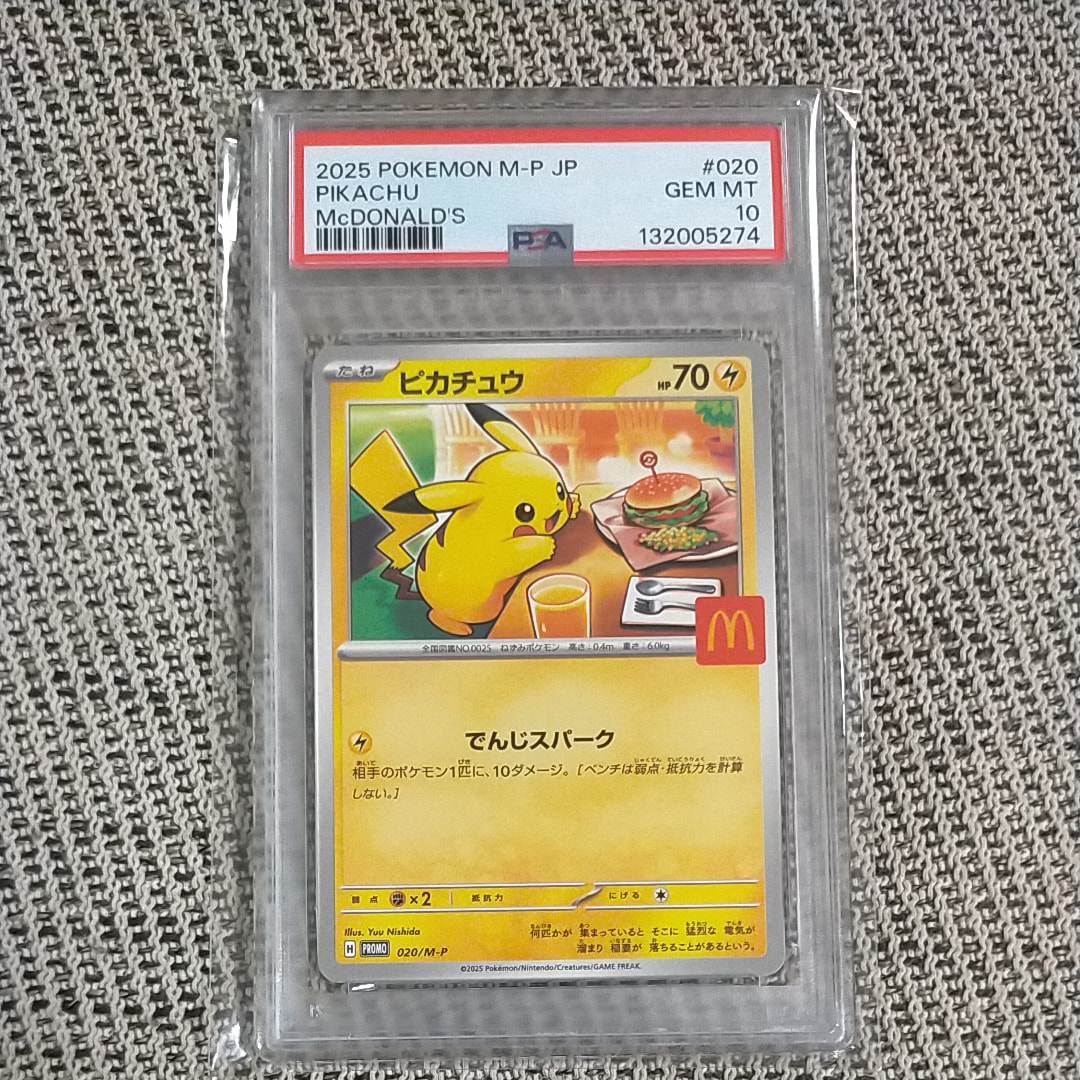 2025 POKEMON M-P JP #020
PIKACHU GEM MT
McDONALD'S 10
132005274
PSA
たね ピカチュウ HP70
全国図鑑NO.0025 ねずみポケモン 高さ:0.4m 重さ:6.0kg
M
でんじスパーク
相手のポケモン1匹に、10ダメージ。[ベンチは弱点・抵抗力を計算
しない。]
弱点 ×2 抵抗力 にげる
Illus. Yuu Nishida
何匹かが 集まっていると そこに 猛烈な 電気が
溜まり 稲妻が 落ちることがあるという。
H PROMO 020/M-P
©2025 Pokémon/Nintendo/Creatures/GAME FREAK.